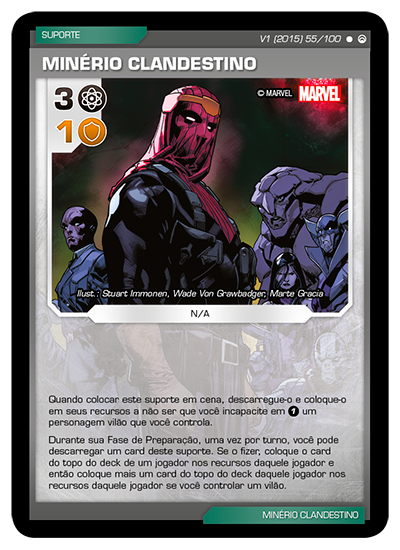 SUPORTE
V1 (2015) 55/100
MINÉRIO CLANDESTINO
3
© MARVEL MARVEL
1
Ilust.: Stuart Immonen, Wade Von Grawbadger, Marte Gracia
N/A
Quando colocar este suporte em cena, descarregue-o e coloque-o
em seus recursos a não ser que você incapacite em 1 um
personagem vilão que você controla.
Durante sua Fase de Preparação, uma vez por turno, você pode
descarregar um card deste suporte. Se o fizer, coloque o card
do topo do deck de um jogador nos recursos daquele jogador e
então coloque mais um card do topo do deck daquele jogador nos
recursos daquele jogador se você controlar um vilão.
MINÉRIO CLANDESTINO